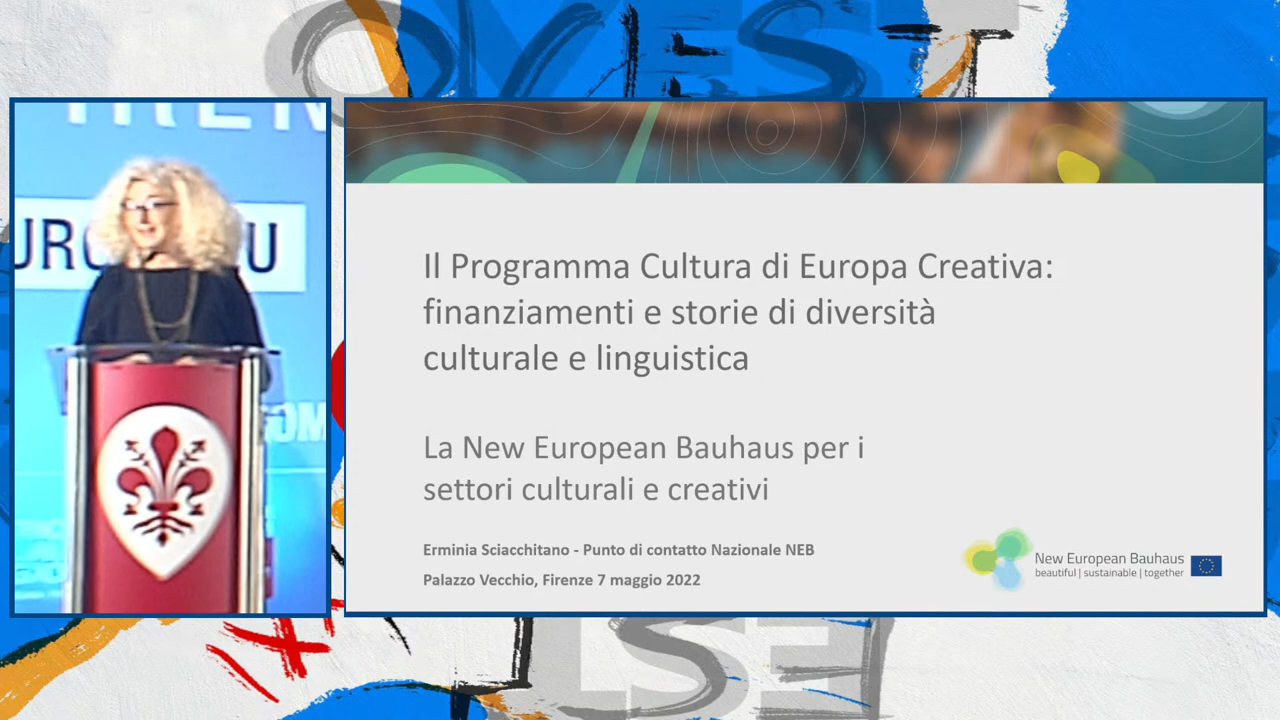 OVEST
Il Programma Cultura di Europa Creativa:
finanziamenti e storie di diversità
culturale e linguistica
La New European Bauhaus per i
settori culturali e creativi
Erminia Sciacchitano - Punto di contatto Nazionale NEB
Palazzo Vecchio, Firenze 7 maggio 2022
New European Bauhaus
beautiful | sustainable | together